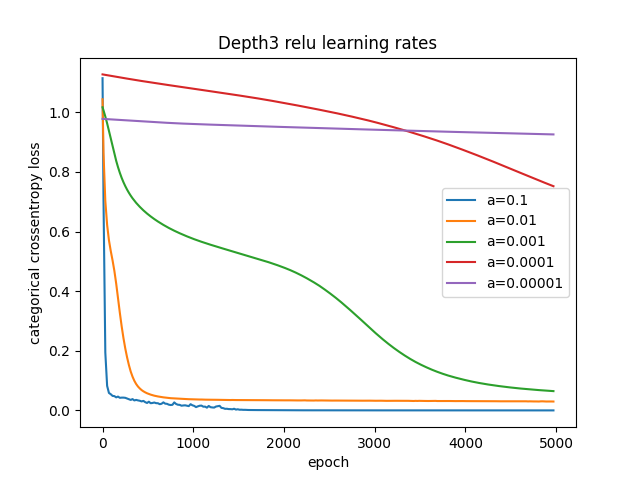 Depth3 relu learning rates
categorical crossentropy loss
1.0
0.8
0.6
0.4
0.2
0.0
a=0.1
a=0.01
a=0.001
a=0.0001
a=0.00001
0 1000 2000 3000 4000 5000
epoch